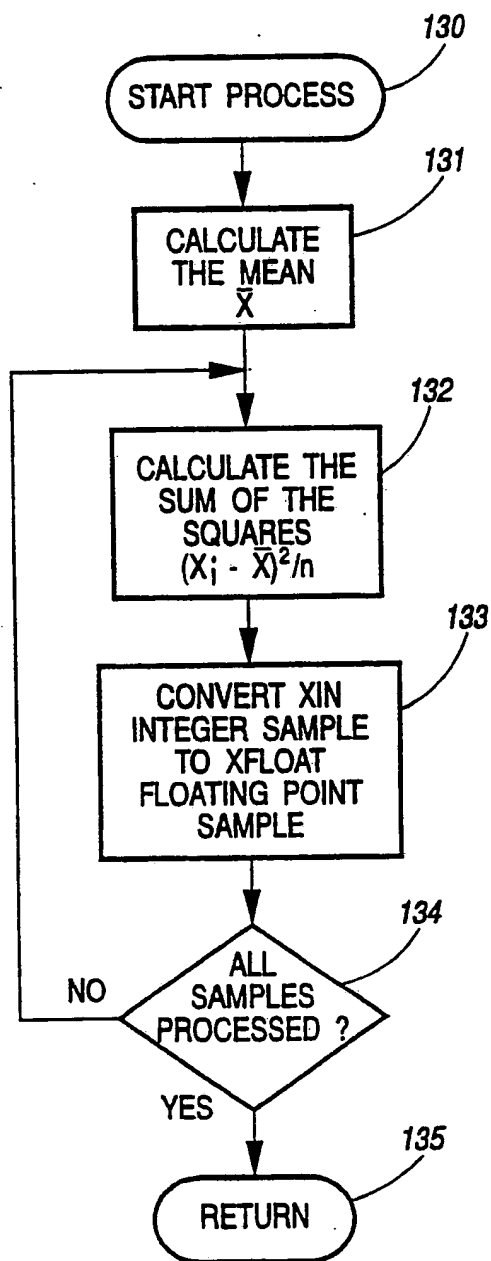 130
START PROCESS
131
CALCULATE
THE MEAN
X̅
132
CALCULATE THE
SUM OF THE
SQUARES
(Xi - X̅)²/n
133
CONVERT XIN
INTEGER SAMPLE
TO XFLOAT
FLOATING POINT
SAMPLE
134
ALL
SAMPLES
PROCESSED ?
NO
YES
135
RETURN